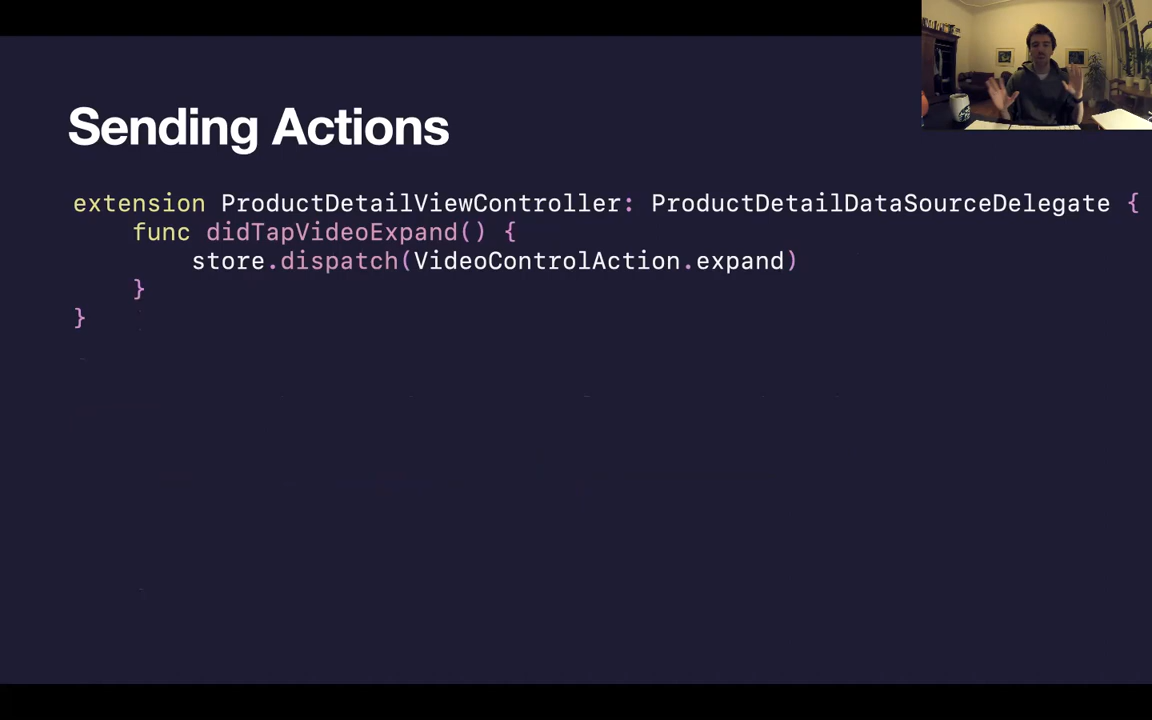 Sending Actions
extension ProductDetailViewController: ProductDetailDataSourceDelegate {
    func didTapVideoExpand() {
        store.dispatch(VideoControlAction.expand)
    }
}